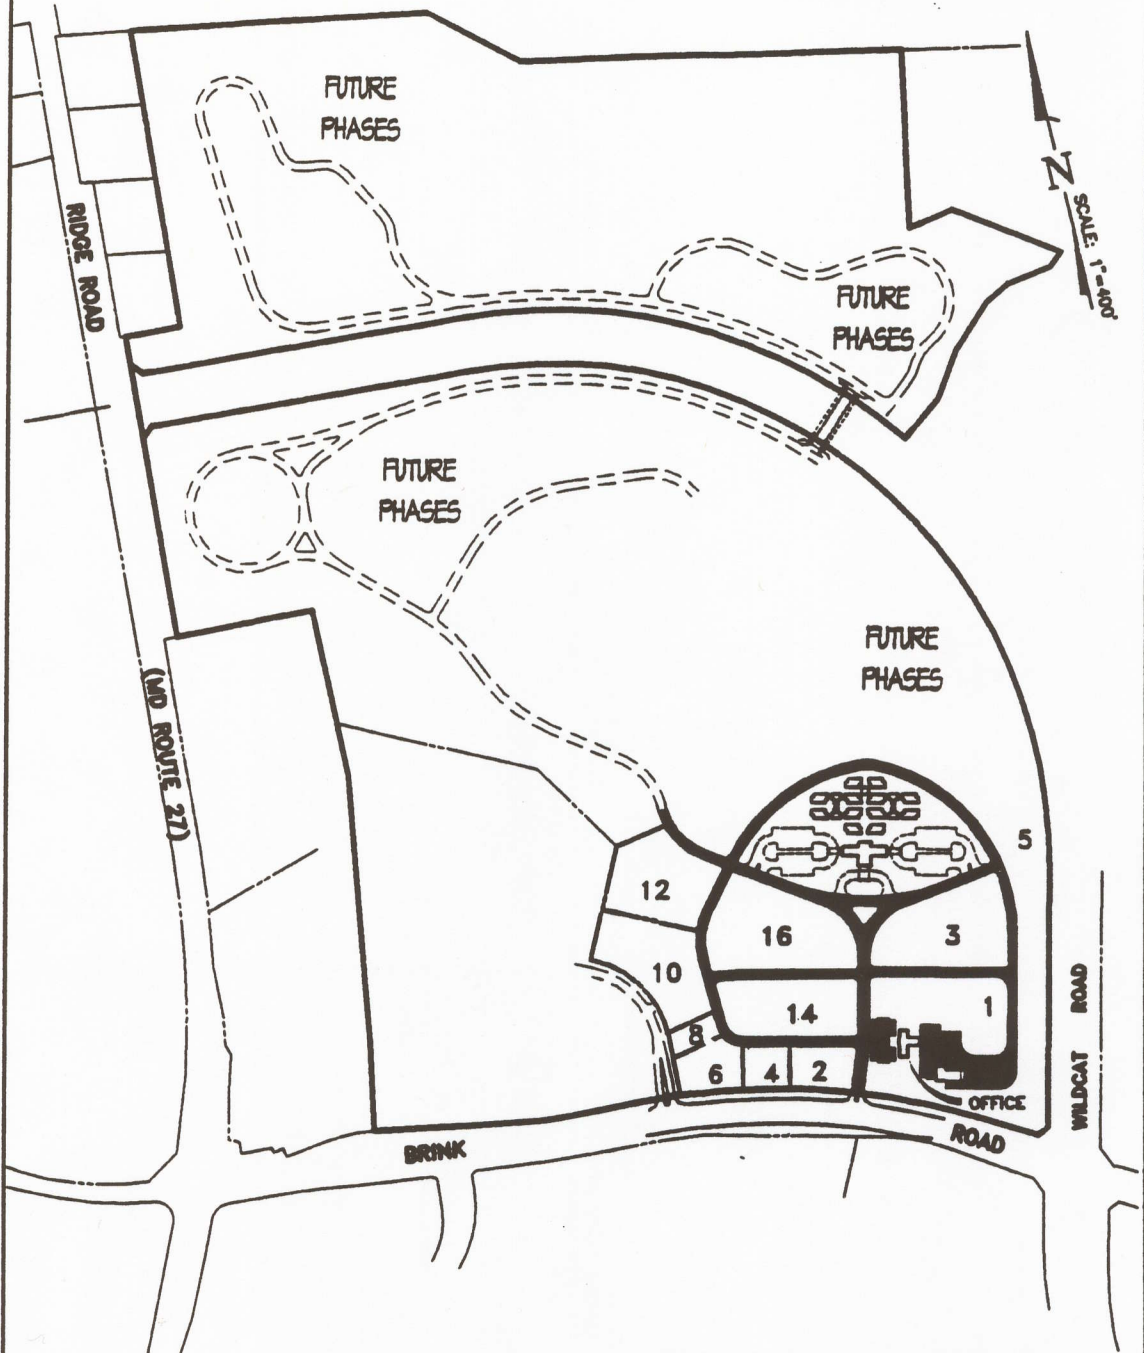 FUTURE
PHASES
N
SCALE: 1"=400'
RIDGE ROAD
FUTURE
PHASES
FUTURE
PHASES
FUTURE
PHASES
(MD ROUTE 27)
5
12
16
3
10
14
1
8
6
4
2
OFFICE
WILDCAT ROAD
BRINK
ROAD